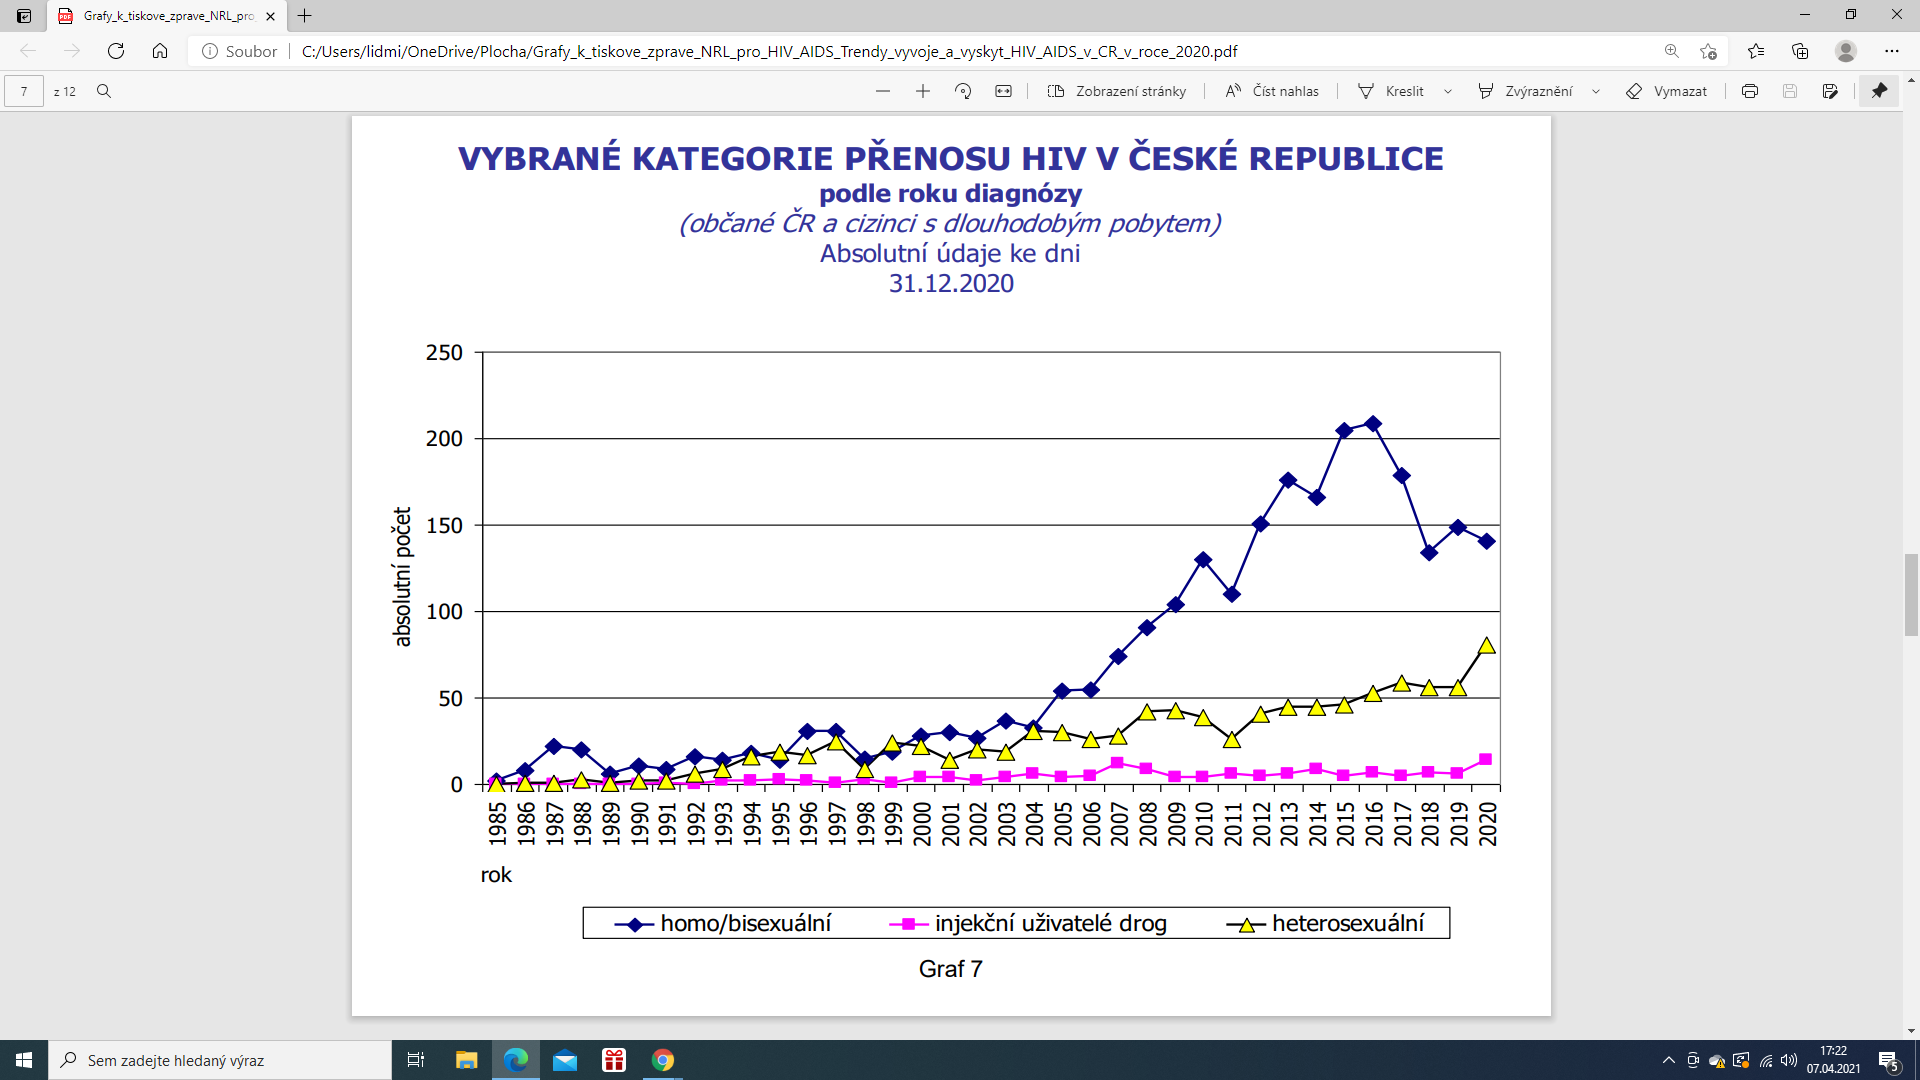 Grafy_k_tiskove_zprave_NRL_pro
Soubor
C:/Users/lidmi/OneDrive/Plocha/Grafy_k_tiskove_zprave_NRL_pro_HIV_AIDS_Trendy_vyvoje_a_vyskyt_HIV_AIDS_v_CR_v_roce_2020.pdf
7 z 12
Zobrazení stránky
Číst nahlas
Kreslit
Zvýraznění
Vymazat
VYBRANÉ KATEGORIE PŘENOSU HIV V ČESKÉ REPUBLICE
podle roku diagnózy
(občané ČR a cizinci s dlouhodobým pobytem)
Absolutní údaje ke dni
31.12.2020
absolutní počet
250
200
150
100
50
0
1985 1986 1987 1988 1989 1990 1991 1992 1993 1994 1995 1996 1997 1998 1999 2000 2001 2002 2003 2004 2005 2006 2007 2008 2009 2010 2011 2012 2013 2014 2015 2016 2017 2018 2019 2020
rok
homo/bisexuální injekční uživatelé drog heterosexuální
Graf 7
Sem zadejte hledaný výraz
17:22
07.04.2021
5